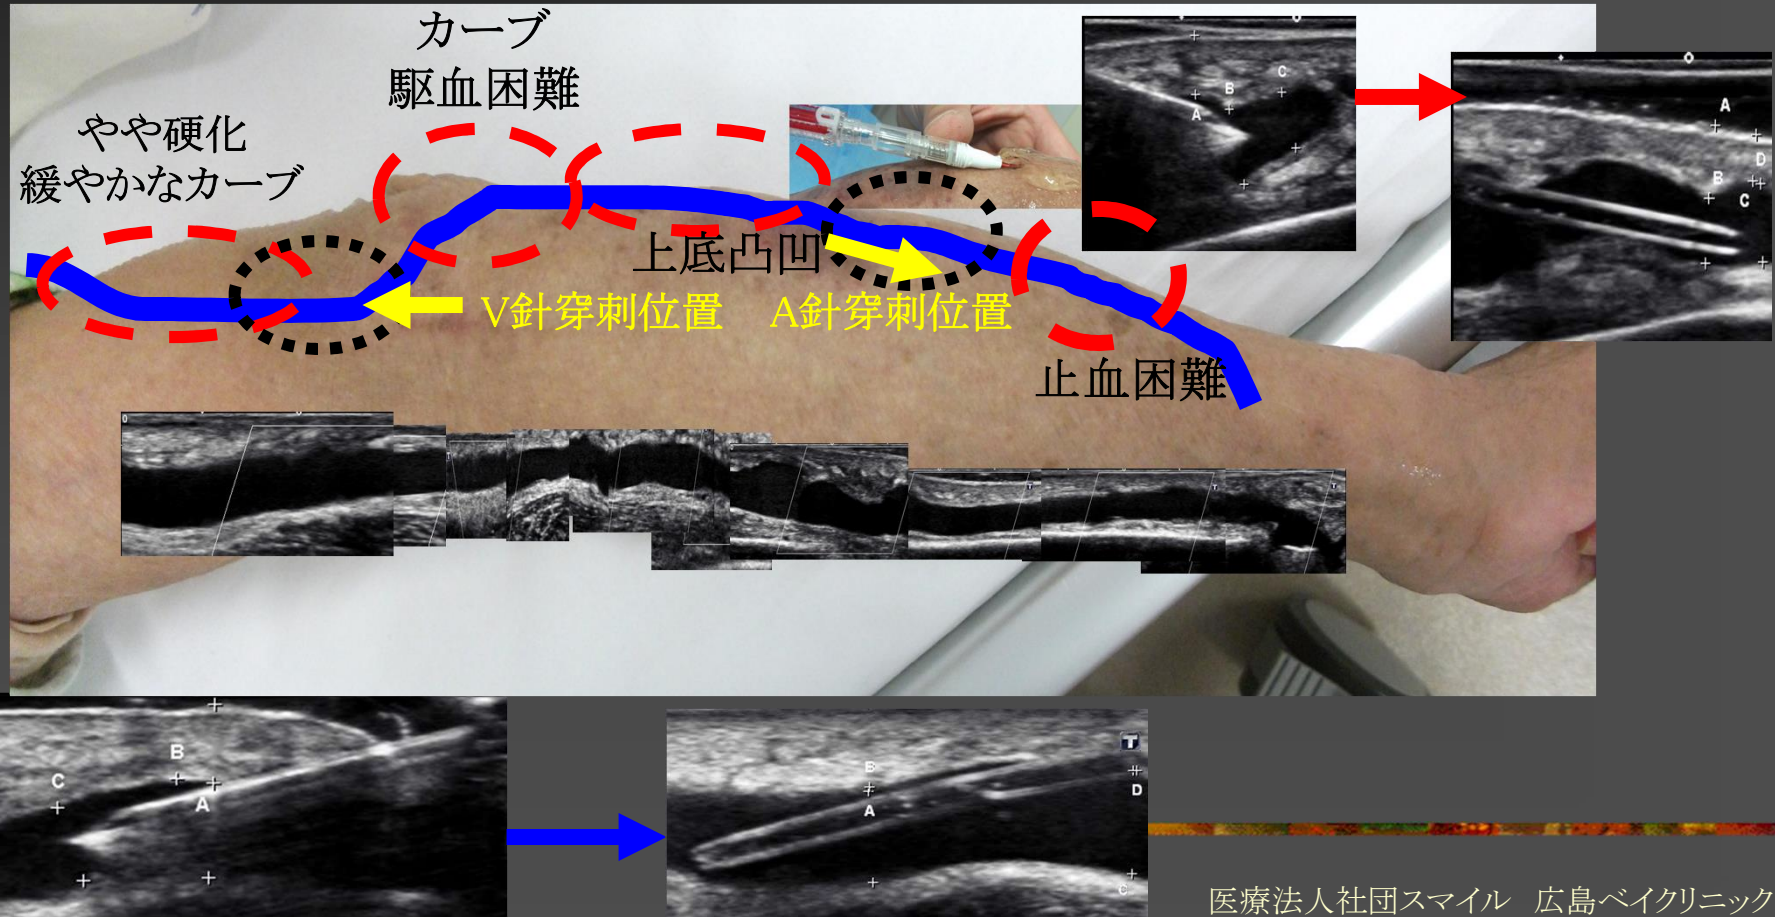 カーブ
駆血困難
やや硬化
緩やかなカーブ
上底凸凹
V針穿刺位置
A針穿刺位置
止血困難
A
B
C
A
D
B
C
T
T
T
C
B
A
B
A
T
D
C
医療法人社団スマイル 広島ベイクリニック